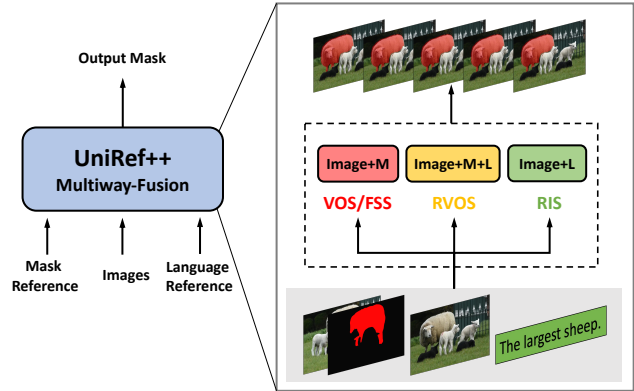 Output Mask
UniRef++
Multiway-Fusion
Mask
Reference
Images
Language
Reference
Image+M
Image+M+L
Image+L
VOS/FSS
RVOS
RIS
The largest sheep.